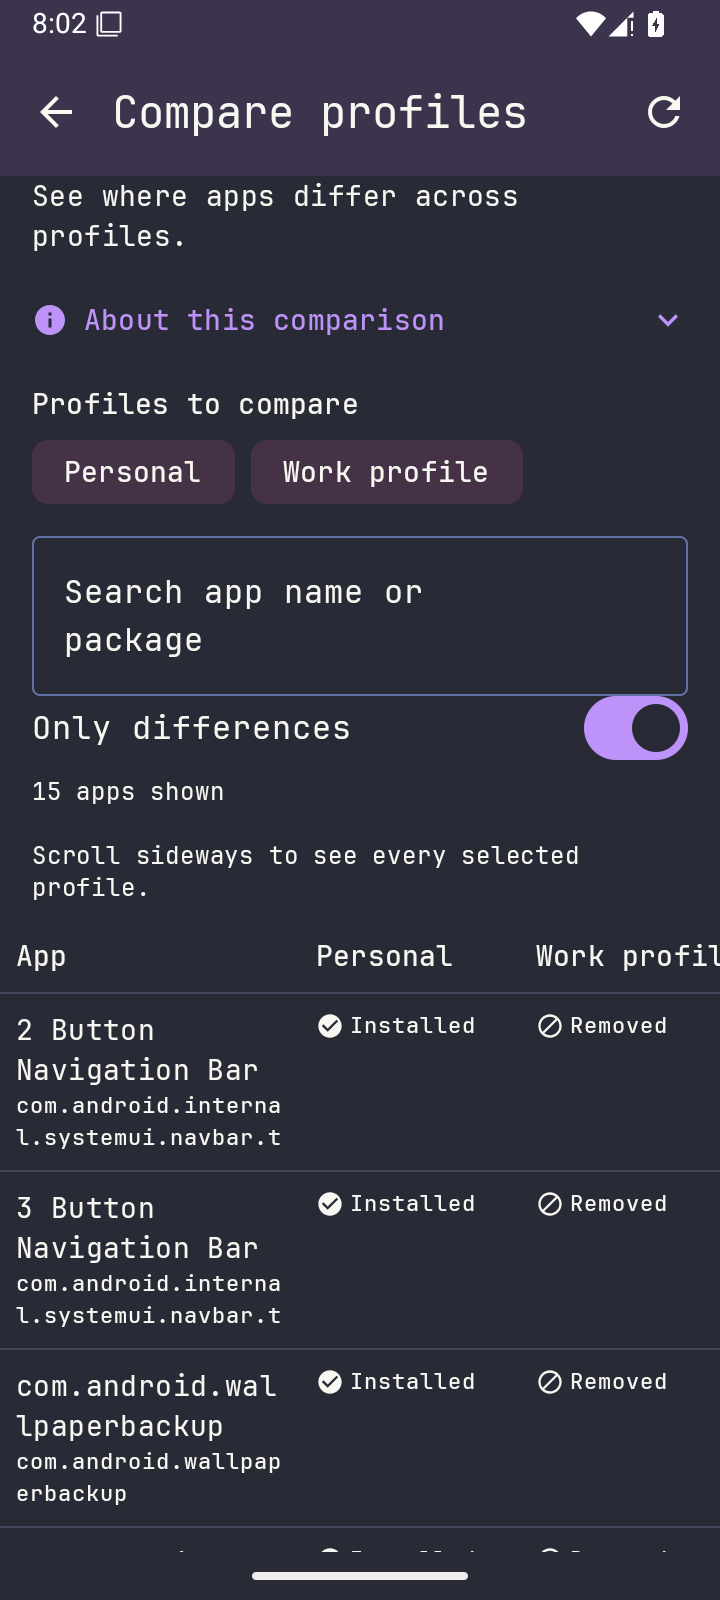 8:02
Compare profiles
See where apps differ across
profiles.
About this comparison
Profiles to compare
Personal
Work profile
Search app name or
package
Only differences
15 apps shown
Scroll sideways to see every selected
profile.
App Personal Work profil
2 Button
Navigation Bar
com.android.interna
l.systemui.navbar.t
Installed
Removed
3 Button
Navigation Bar
com.android.interna
l.systemui.navbar.t
Installed
Removed
com.android.wal
lpaperbackup
com.android.wallpap
erbackup
Installed
Removed